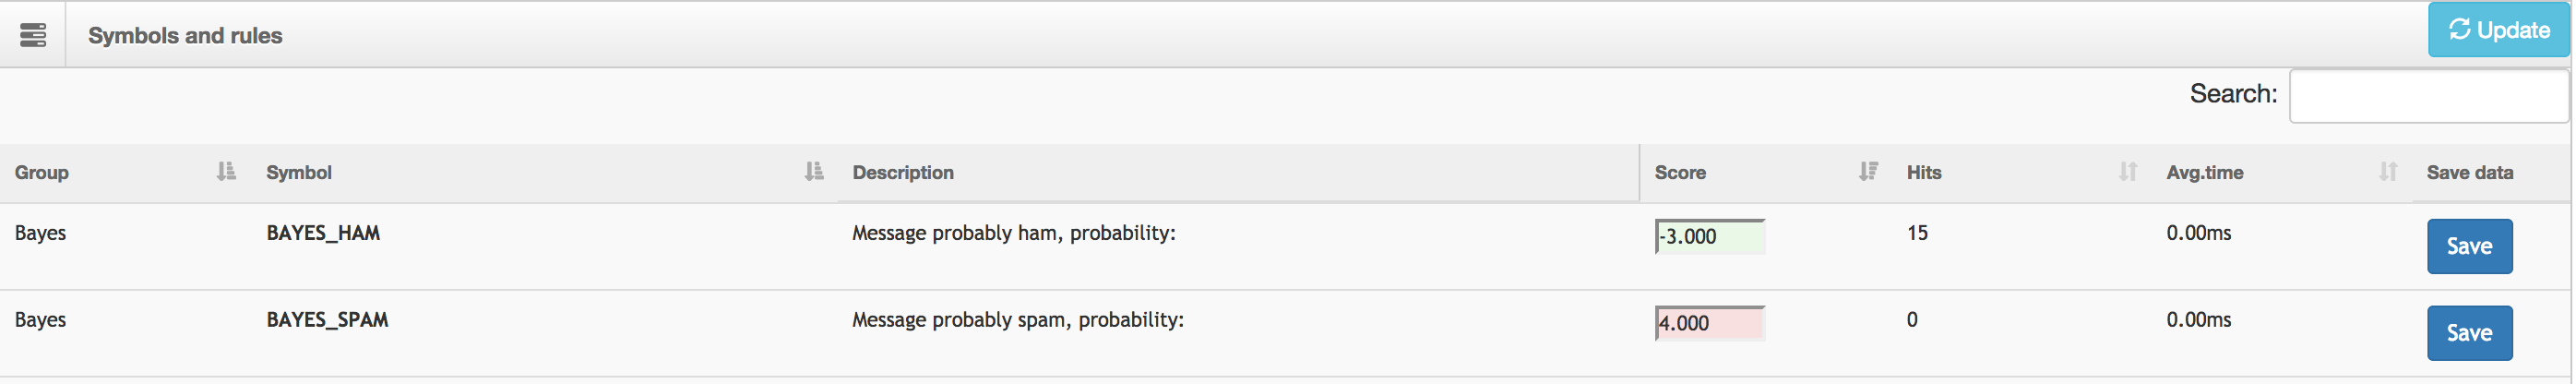 Symbols and rules
Update
Search:
Group Symbol Description Score Hits Avg.time Save data
Bayes BAYES_HAM Message probably ham, probability: -3.000 15 0.00ms Save
Bayes BAYES_SPAM Message probably spam, probability: 4.000 0 0.00ms Save